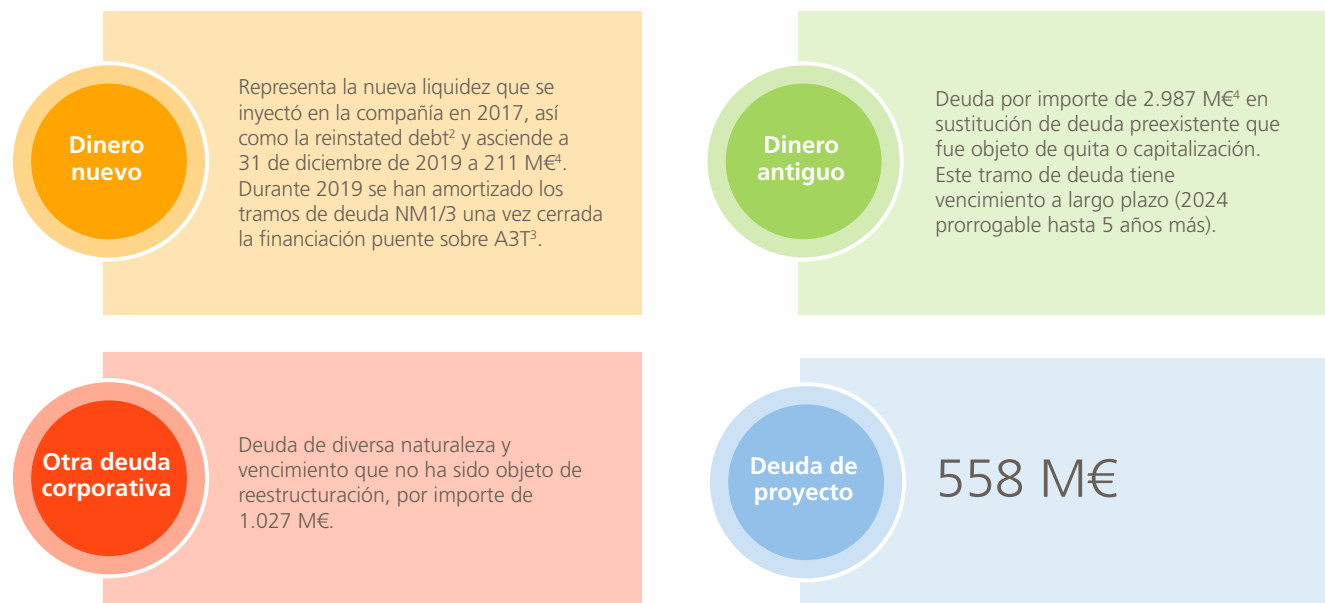 Dinero
nuevo
Representa la nueva liquidez que se
inyectó en la compañía en 2017, así
como la reinstated debt² y asciende a
31 de diciembre de 2019 a 211 M€⁴.
Durante 2019 se han amortizado los
tramos de deuda NM1/3 una vez cerrada
la financiación puente sobre A3T³.
Dinero
antiguo
Deuda por importe de 2.987 M€⁴ en
sustitución de deuda preexistente que
fue objeto de quita o capitalización.
Este tramo de deuda tiene
vencimiento a largo plazo (2024
prorrogable hasta 5 años más).
Otra deuda
corporativa
Deuda de diversa naturaleza y
vencimiento que no ha sido objeto de
reestructuración, por importe de
1.027 M€.
Deuda de
proyecto
558 M€